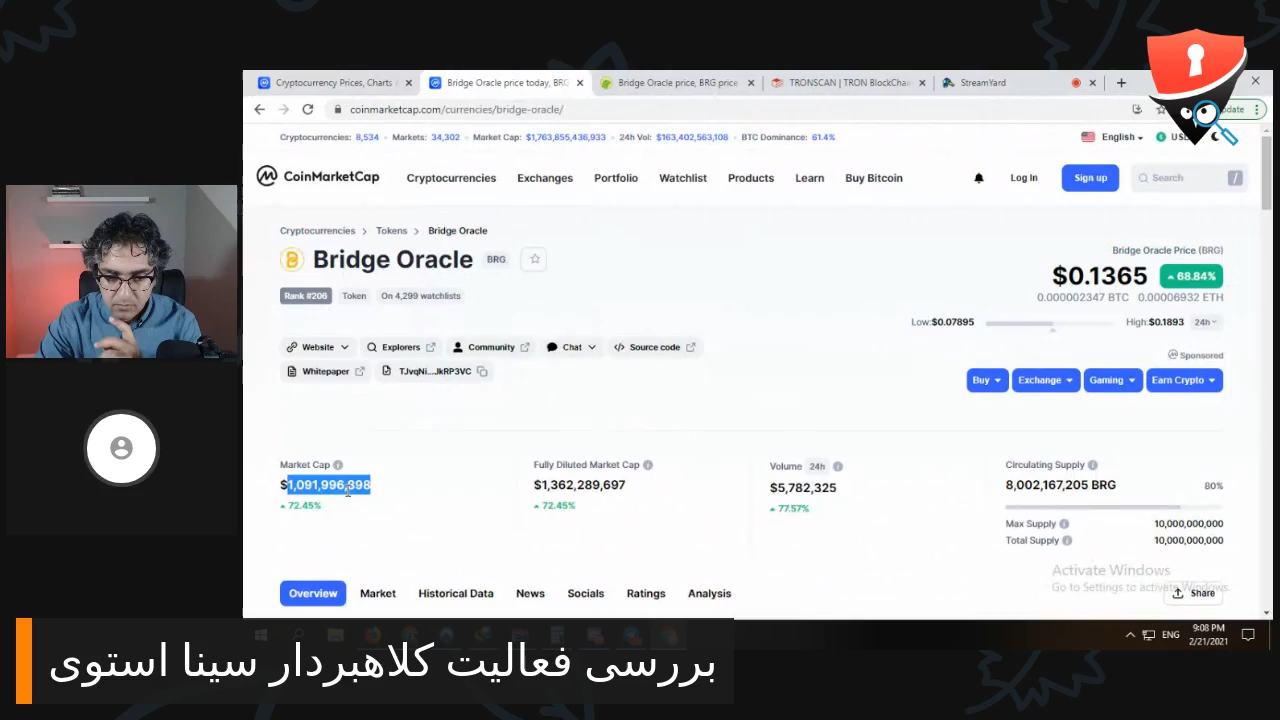 Cryptocurrency Prices, Charts
Bridge Oracle price today, BRG
Bridge Oracle price, BRG price
TRONSCAN | TRON BlockChai
StreamYard
coinmarketcap.com/currencies/bridge-oracle/
Cryptocurrencies: 8,534 Markets: 34,302 Market Cap: $1,763,855,436,933 24h Vol: $163,402,563,108 BTC Dominance: 61.4%
English
CoinMarketCap
Cryptocurrencies Exchanges Portfolio Watchlist Products Learn Buy Bitcoin
Log In
Sign up
Search /
Cryptocurrencies > Tokens > Bridge Oracle
Bridge Oracle BRG
Rank #206 Token On 4,299 watchlists
Website Explorers Community Chat Source code
Whitepaper TJvqNi...JkRP3VC
Bridge Oracle Price (BRG)
$0.1365 68.84%
0.000002347 BTC 0.00006932 ETH
Low:$0.07895 High:$0.1893 24h
Sponsored
Buy Exchange Gaming Earn Crypto
Market Cap
$1,091,996,398
72.45%
Fully Diluted Market Cap
$1,362,289,697
72.45%
Volume 24h
$5,782,325
77.57%
Circulating Supply
8,002,167,205 BRG 80%
Max Supply 10,000,000,000
Total Supply 10,000,000,000
Overview Market Historical Data News Socials Ratings Analysis
Share
Activate Windows
Go to Settings to activate Windows.
ENG
9:08 PM
2/21/2021
بررسی فعالیت کلاهبردار سینا استوی